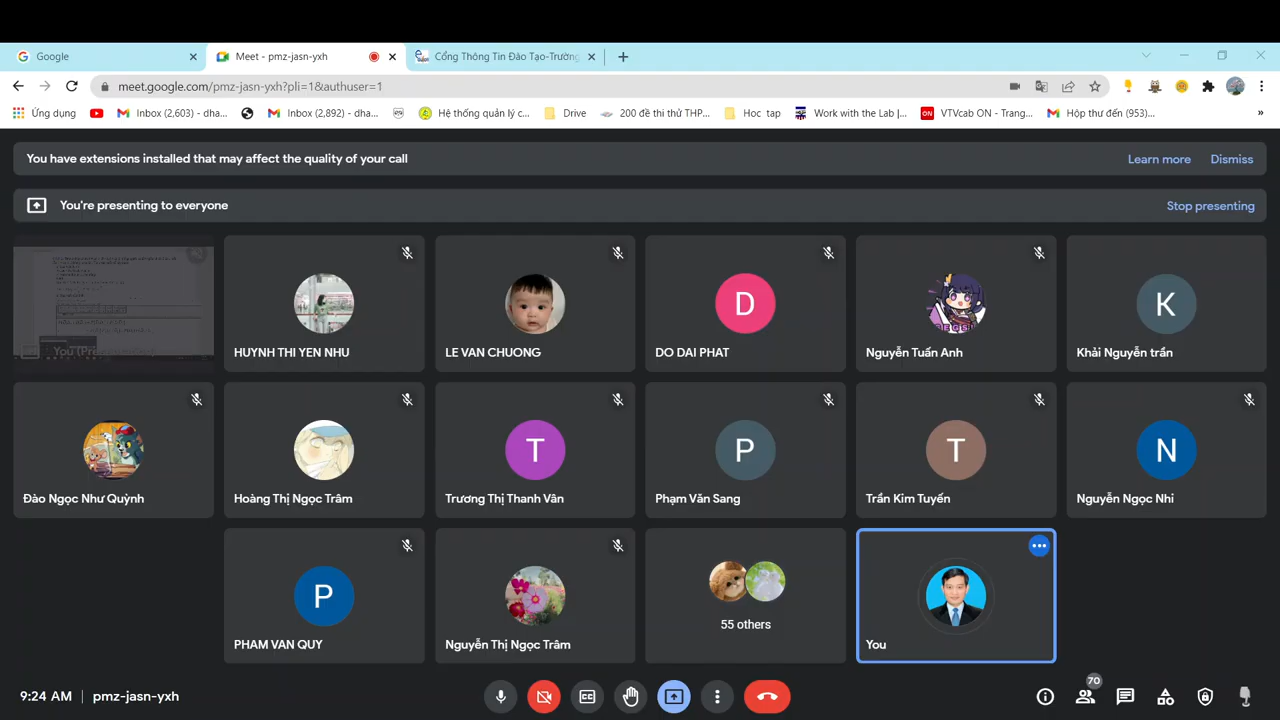 Google
Meet - pmz-jasn-yxh
Cổng Thông Tin Đào Tạo-Trường
meet.google.com/pmz-jasn-yxh?pli=1&authuser=1
Ứng dụng
Inbox (2,603) - dha...
Inbox (2,892) - dha...
Hệ thống quản lý c...
Drive
200 đề thi thử THP...
Hoc tap
Work with the Lab |...
VTVcab ON - Trang...
Hộp thư đến (953)...
»
You have extensions installed that may affect the quality of your call
Learn more
Dismiss
You're presenting to everyone
Stop presenting
HUYNH THI YEN NHU
LE VAN CHUONG
D
DO DAI PHAT
Nguyễn Tuấn Anh
K
Khải Nguyễn trần
Đào Ngọc Như Quỳnh
Hoàng Thị Ngọc Trâm
T
Trương Thị Thanh Vân
P
Phạm Văn Sang
T
Trần Kim Tuyến
N
Nguyễn Ngọc Nhi
P
PHAM VAN QUY
Nguyễn Thị Ngọc Trâm
55 others
You
9:24 AM
pmz-jasn-yxh
70